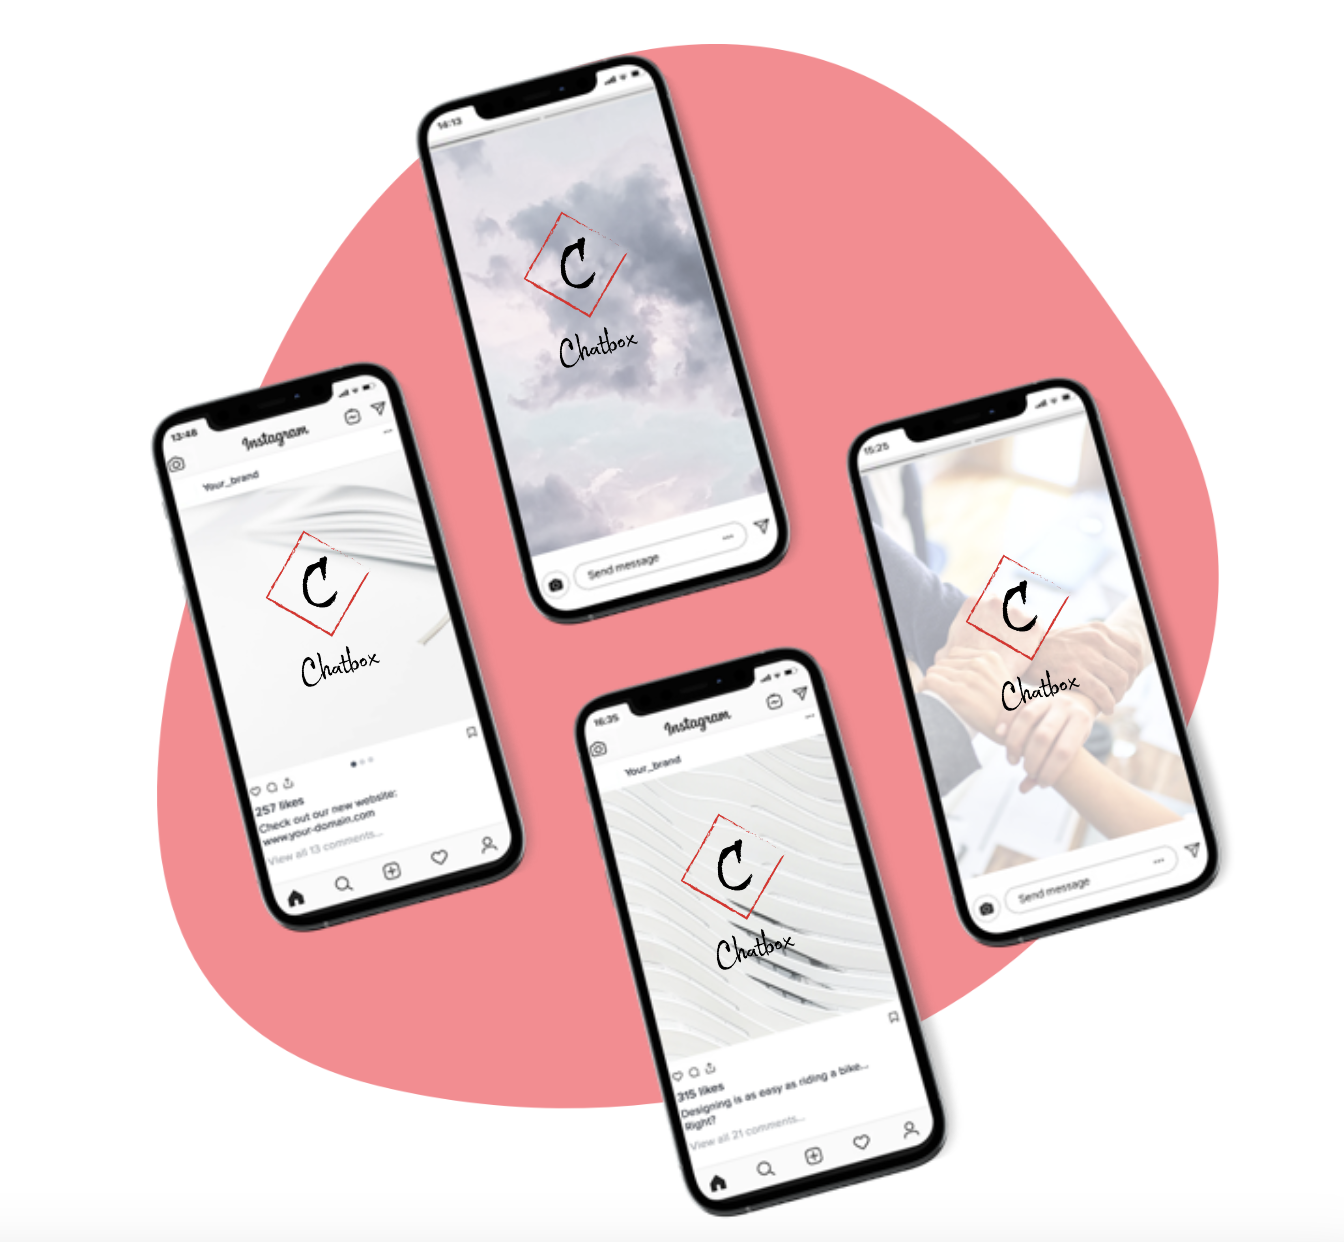 14:13
C
Chatbox
Send message
13:48
Instagram
Your_brand
C
Chatbox
257 likes
Check out our new website:
www.your-domain.com
View all 13 comments...
15:25
C
Chatbox
Send message
16:35
Instagram
Your_brand
C
Chatbox
315 likes
Designing is as easy as riding a bike...
Right?
View all 21 comments...